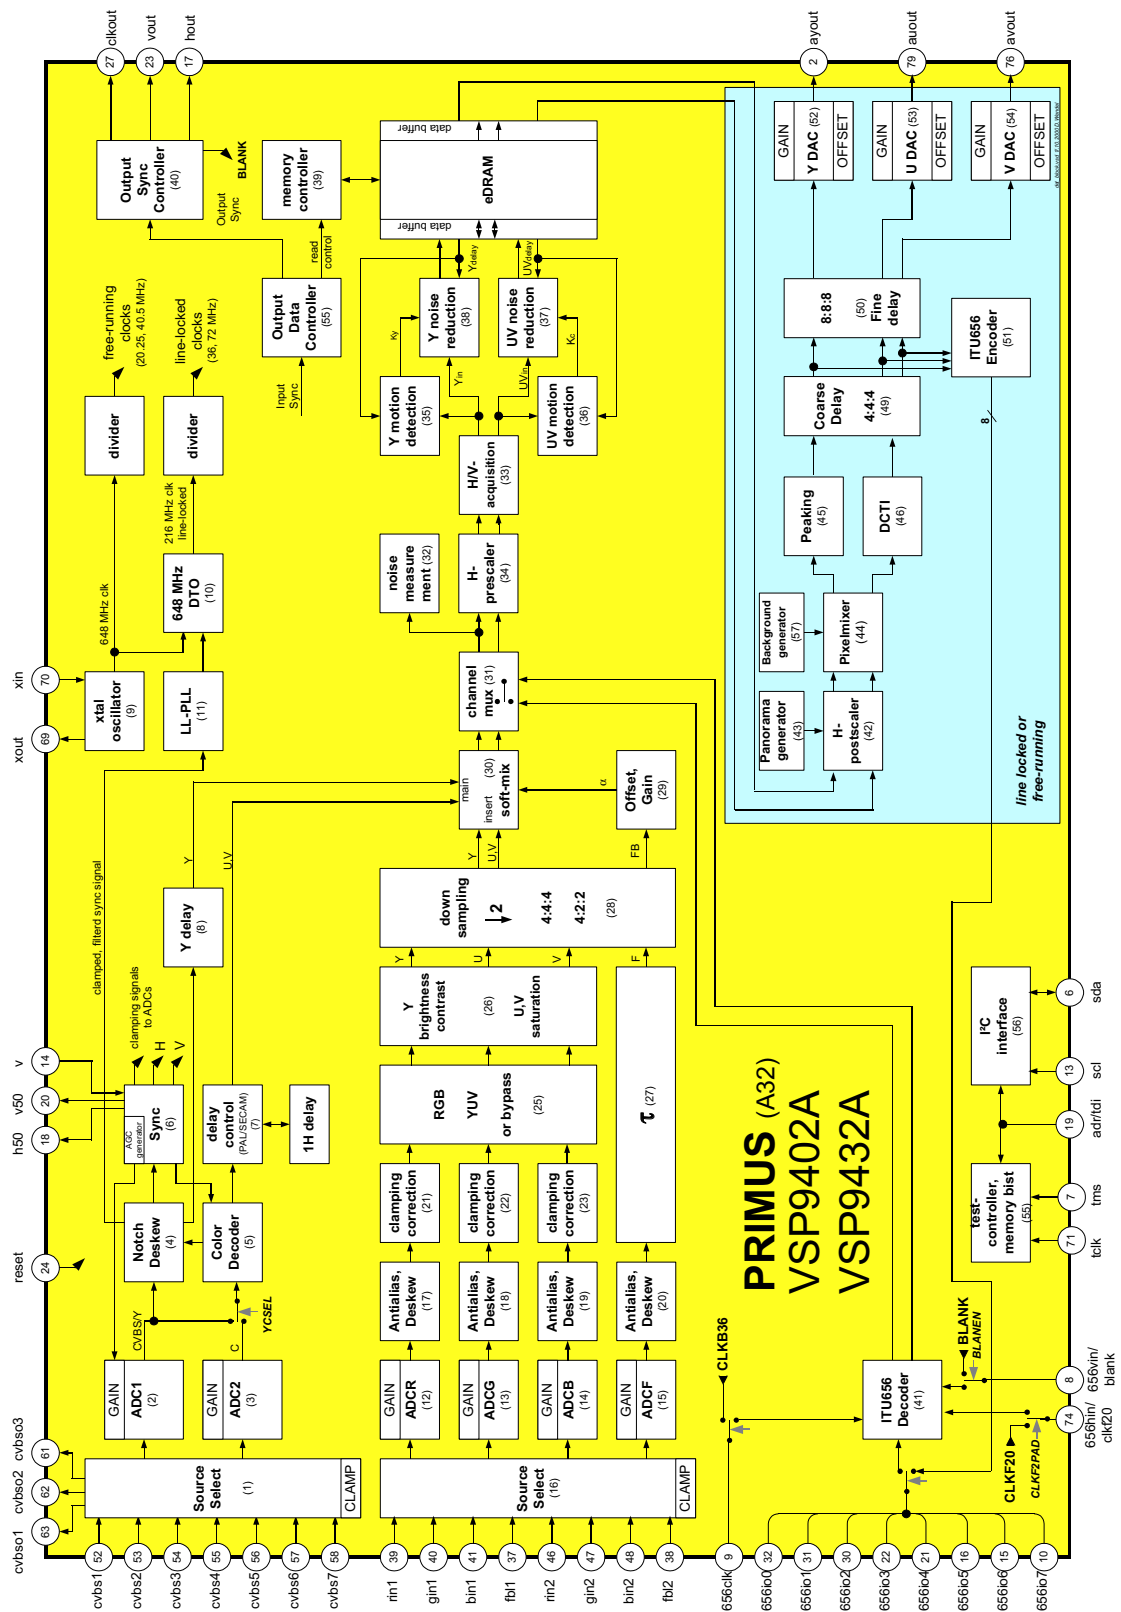 cvbso1
cvbso2
cvbso3
63
62
61
reset
24
h50
v50
v
18
20
14
xout
xin
69
70
clkout
vout
hout
27
23
17
cvbs1
52
cvbs2
53
cvbs3
54
cvbs4
55
cvbs5
56
cvbs6
57
cvbs7
58
Source
Select
(1)
CLAMP
GAIN
ADC1
(2)
GAIN
ADC2
(3)
CVBS/Y
C
YCSEL
Notch
Deskew
(4)
Color
Decoder
(5)
AGC
generator
Sync
(6)
clamping signals
to ADCs
H
V
delay
control
(PAL/SECAM)
(7)
1H delay
Y delay
(8)
clamped, filterd sync signal
Y
U,V
xtal
oscillator
(9)
LL-PLL
(11)
648 MHz
DTO
(10)
648 MHz clk
216 MHz clk
line-locked
divider
divider
free-running
clocks
(20.25, 40.5 MHz)
line-locked
clocks
(36, 72 MHz)
Input
Sync
Output
Data
Controller
(55)
read
control
memory
controller
(39)
Output
Sync
Output
Sync
Controller
(40)
BLANK
rin1
39
gin1
40
bin1
41
fbl1
37
rin2
46
gin2
47
bin2
48
fbl2
38
Source
Select
(16)
CLAMP
GAIN
ADCR
(12)
GAIN
ADCG
(13)
GAIN
ADCB
(14)
GAIN
ADCF
(15)
Antialias,
Deskew
(17)
Antialias,
Deskew
(18)
Antialias,
Deskew
(19)
Antialias,
Deskew
(20)
clamping
correction
(21)
clamping
correction
(22)
clamping
correction
(23)
RGB
YUV
or bypass
(25)
τ (27)
Y
brightness
contrast
(26)
U,V
saturation
Y
U
V
F
down
sampling
2
4:4:4
4:2:2
(28)
Y
U,V
FB
main
insert
(30)
soft-mix
Offset,
Gain
(29)
α
channel
mux (31)
noise
measure
ment (32)
H-
prescaler
(34)
H/V-
acquisition
(33)
Y motion
detection
(35)
UV motion
detection
(36)
Ky
Yin
UVin
Kc
Y noise
reduction
(38)
UV noise
reduction
(37)
Ydelay
UVdelay
data buffer
eDRAM
data buffer
PRIMUS (A32)
VSP9402A
VSP9432A
656clk
9
656io0
32
656io1
31
656io2
30
656io3
22
656io4
21
656io5
16
656io6
15
656io7
10
CLKB36
ITU656
Decoder
(41)
BLANK
BLANEN
CLKF20
CLKF2PAD
74
656hin/
clkf20
8
656vin/
blank
test-
controller,
memory bist
(55)
I²C
interface
(56)
71
tclk
7
tms
19
adr/tdi
13
scl
6
sda
Panorama
generator
(43)
H-
postscaler
(42)
Background
generator
(57)
Pixelmixer
(44)
Peaking
(45)
DCTI
(46)
Coarse
Delay
4:4:4
(49)
8:8:8
(50)
Fine
delay
ITU656
Encoder
(51)
8
line locked or
free-running
GAIN
Y DAC (52)
OFFSET
GAIN
U DAC (53)
OFFSET
GAIN
V DAC (54)
OFFSET
2
ayout
79
auout
76
avout